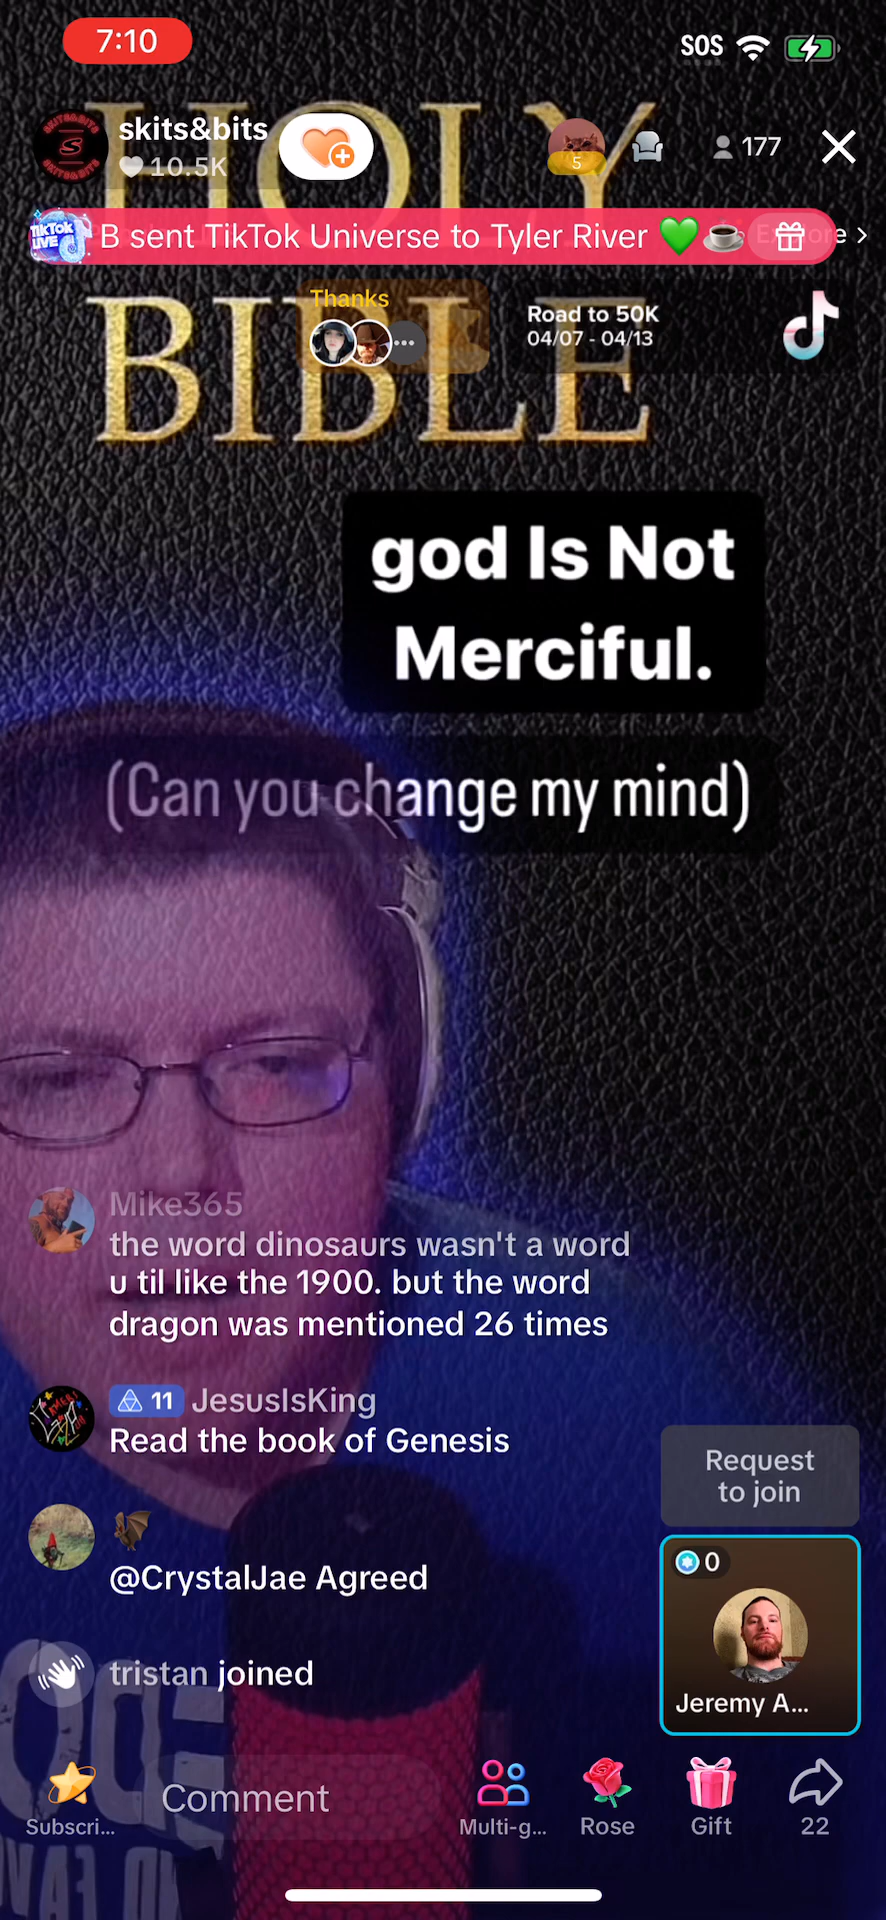 7:10
SOS
HOLY
skits&bits
10.5K
5
177
TikTok
LIVE
B sent TikTok Universe to Tyler River 💚☕
BIBLE
Thanks
Road to 50K
04/07 - 04/13
god Is Not
Merciful.
(Can you change my mind)
Mike365
the word dinosaurs wasn't a word
u til like the 1900. but the word
dragon was mentioned 26 times
11 JesusIsKing
Read the book of Genesis
@CrystalJae Agreed
tristan joined
Request
to join
0
Jeremy A...
Comment
Subscri...
Multi-g...
Rose
Gift
22